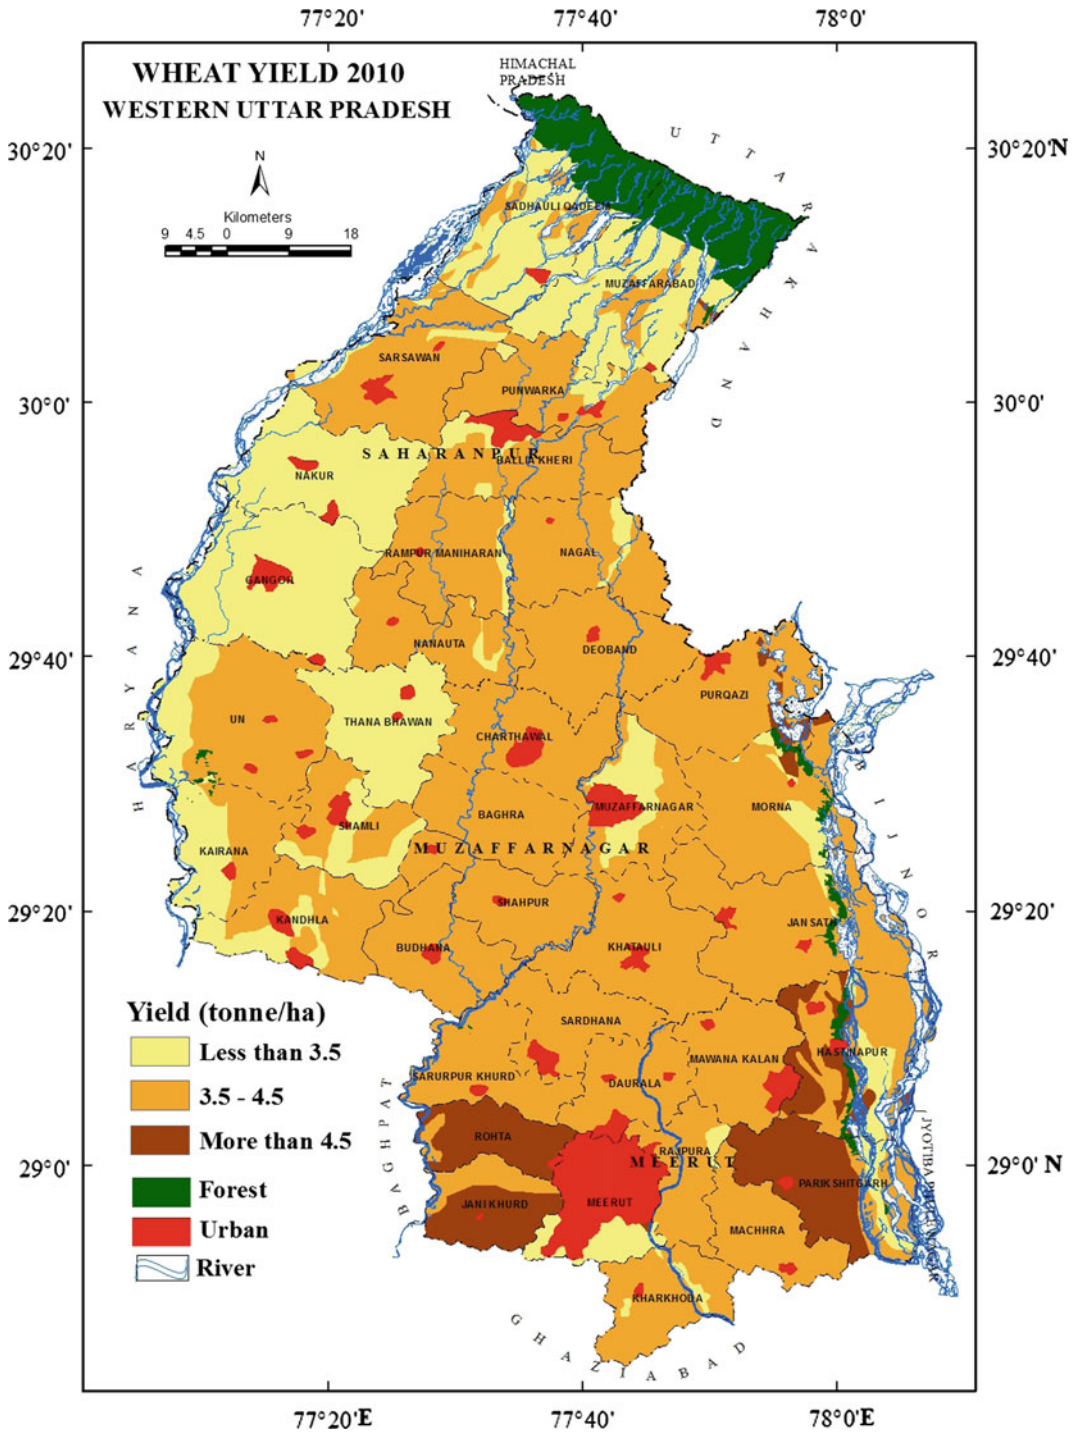 77°20' 77°40' 78°0'
WHEAT YIELD 2010
WESTERN UTTAR PRADESH
HIMACHAL
PRADESH
UTTARAKHAND
30°20' 30°20'N
N
Kilometers
9 4.5 0 9 18
SADHAULI QADEEM
MUZAFFARABAD
SARSAWAN
PUNWARKA
30°0' 30°0'
SAHARANPUR
BALLIA KHERI
NAKUR
RAMPUR MANIHARAN
NAGAL
GANGOR
HARYANA
NANAUTA
DEOBAND
29°40' 29°40'
PURQAZI
UN
THANA BHAWAN
CHARTHAWAL
BIJNORE
MUZAFFARNAGAR
MORNA
BAGHRA
SHAMLI
MUZAFFARNAGAR
KAIRANA
29°20' 29°20'
SHAHPUR
KANDHLA
JANSATH
BUDHANA
KHATAULI
Yield (tonne/ha)
Less than 3.5
3.5 - 4.5
More than 4.5
Forest
Urban
River
SARDHANA
HASTINAPUR
MAWANA KALAN
SARURPUR KHURD
DAURALA
BAGHPAT
ROHTA
RAJPURA
MEERUT
29°0' 29°0' N
PARIKSHITGARH
JANI KHURD
MEERUT
MACHHRA
KHARKHODA
GHAZIABAD
77°20'E 77°40' 78°0'E